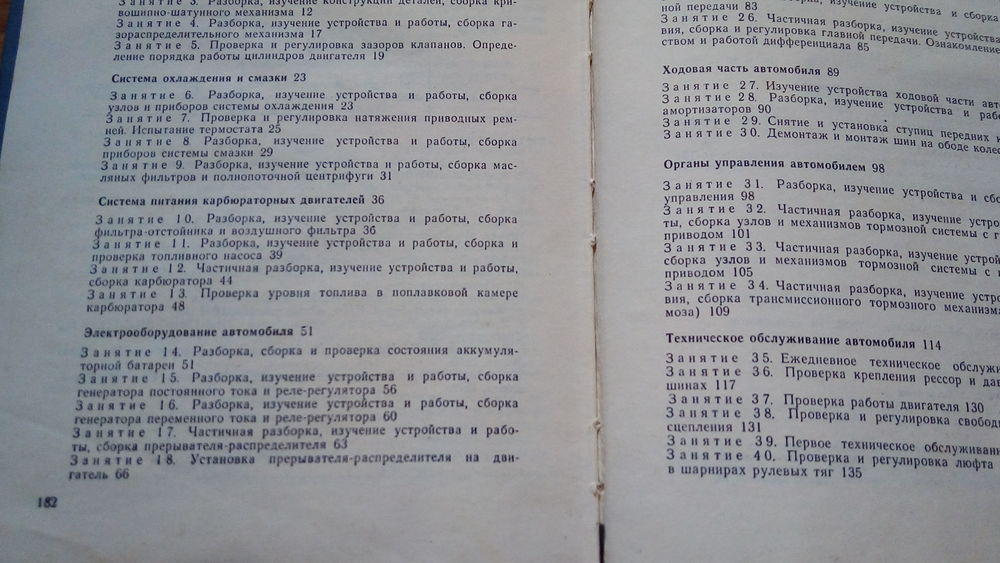 Занятие 3. Разборка, изучение конструкции деталей, сборка кри-
вошипно-шатунного механизма 12
Занятие 4. Разборка, изучение устройства и работы, сборка га-
зораспределительного механизма 17
Занятие 5. Проверка и регулировка зазоров клапанов. Опреде-
ление порядка работы цилиндров двигателя 19
Система охлаждения и смазки 23
Занятие 6. Разборка, изучение устройства и работы, сборка
узлов и приборов системы охлаждения 23
Занятие 7. Проверка и регулировка натяжения приводных рем-
ней. Испытание термостата 25
Занятие 8. Разборка, изучение устройства и работы, сборка
приборов системы смазки 29
Занятие 9. Разборка, изучение устройства и работы, сборка мас-
ляных фильтров и полнопоточной центрифуги 31
Система питания карбюраторных двигателей 36
Занятие 10. Разборка, изучение устройства и работы, сборка
фильтра-отстойника и воздушного фильтра 36
Занятие 11. Разборка, изучение устройства и работы, сборка и
проверка топливного насоса 39
Занятие 12. Частичная разборка, изучение устройства и работы,
сборка карбюратора 44
Занятие 13. Проверка уровня топлива в поплавковой камере
карбюратора 48
Электрооборудование автомобиля 51
Занятие 14. Разборка, сборка и проверка состояния аккумуля-
торной батареи 51
Занятие 15. Разборка, изучение устройства и работы, сборка
генератора постоянного тока и реле-регулятора 56
Занятие 16. Разборка, изучение устройства и работы, сборка
генератора переменного тока и реле-регулятора 60
Занятие 17. Частичная разборка, изучение устройства и рабо-
ты, сборка прерывателя-распределителя 63
Занятие 18. Установка прерывателя-распределителя на дви-
гатель 66
182
изучение устройства и сборка
ной передачи 83
Занятие 26. Частичная разборка, изучение устройства
вия, сборка и регулировка главной передачи. Ознакомление
ством и работой дифференциала 85
Ходовая часть автомобиля 89
Занятие 27. Изучение устройства ходовой части авт
Занятие 28. Разборка, изучение устройства и раб
амортизаторов 90
Занятие 29. Снятие и установка ступиц передних к
Занятие 30. Демонтаж и монтаж шин на ободе колес
Органы управления автомобилем 98
Занятие 31. Разборка, изучение устройства и сбо
управления 98
Занятие 32. Частичная разборка, изучение устро
ты, сборка узлов и механизмов тормозной системы с г
приводом 101
Занятие 33. Частичная разборка, изучение устрой
сборка узлов и механизмов тормозной системы с
приводом 105
Занятие 34. Частичная разборка, изучение устро
вия, сборка трансмиссионного тормозного механизм
моза) 109
Техническое обслуживание автомобиля 114
Занятие 35. Ежедневное техническое обслужи
Занятие 36. Проверка крепления рессор и дав
шинах 117
Занятие 37. Проверка работы двигателя 130
Занятие 38. Проверка и регулировка свобод
сцепления 131
Занятие 39. Первое техническое обслуживани
Занятие 40. Проверка и регулировка люфта
в шарнирах рулевых тяг 135